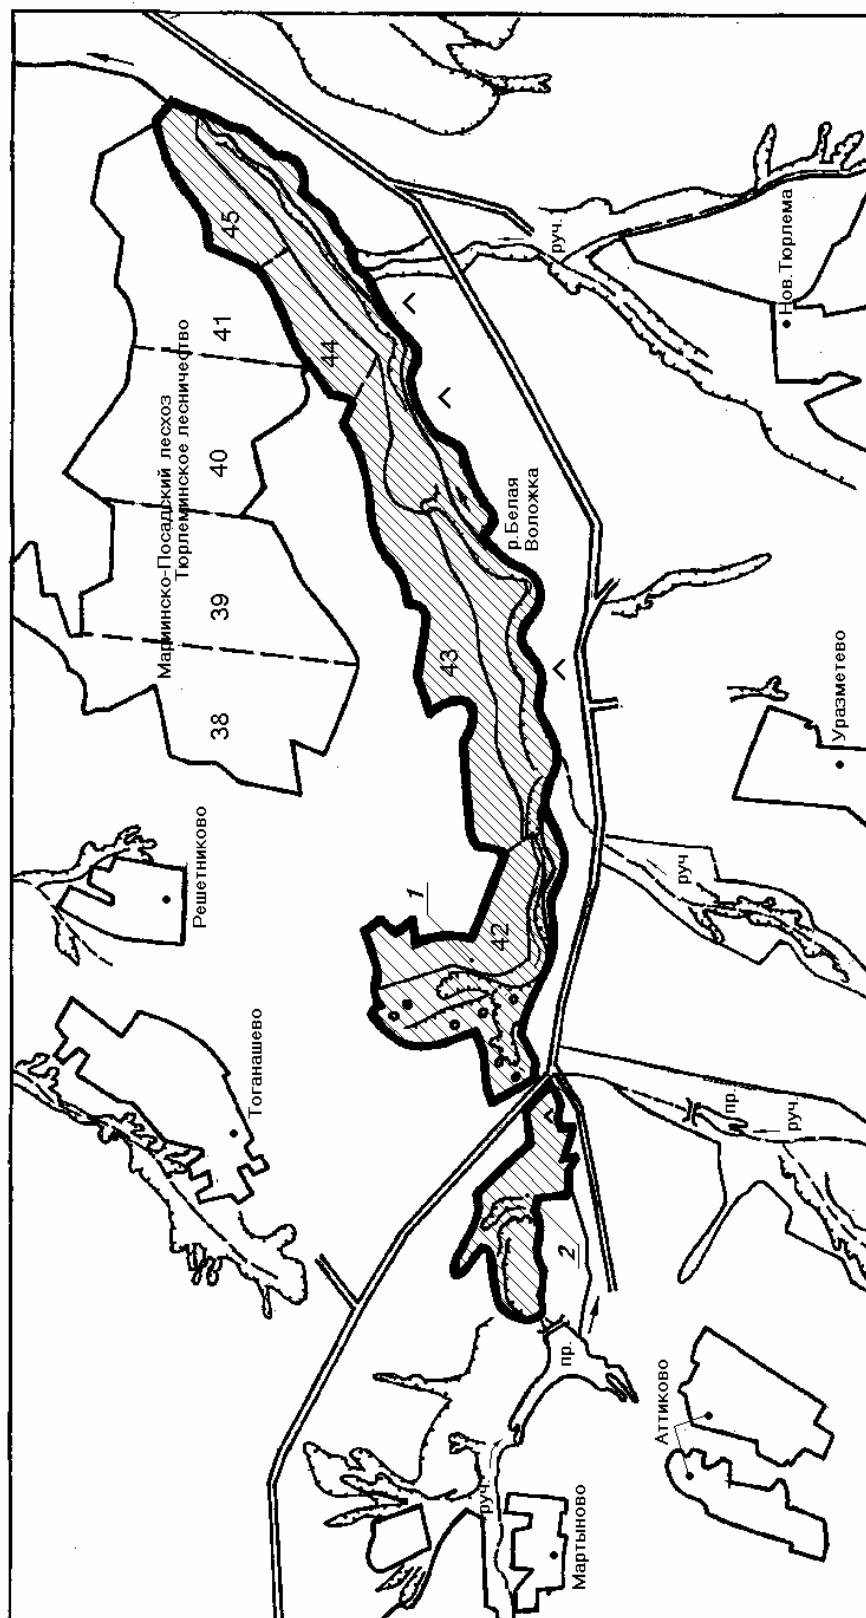 Мариинско-Посадский лесхоз
Тюрлеминское лесничество
38
39
40
41
45
44
43
42
1
2
р.Белая
Воложка
Решетниково
Тоганашево
Мартыново
Аттиково
Уразметево
Нов.Тюрлема
руч.
руч
руч.
руч.
пр.
пр.